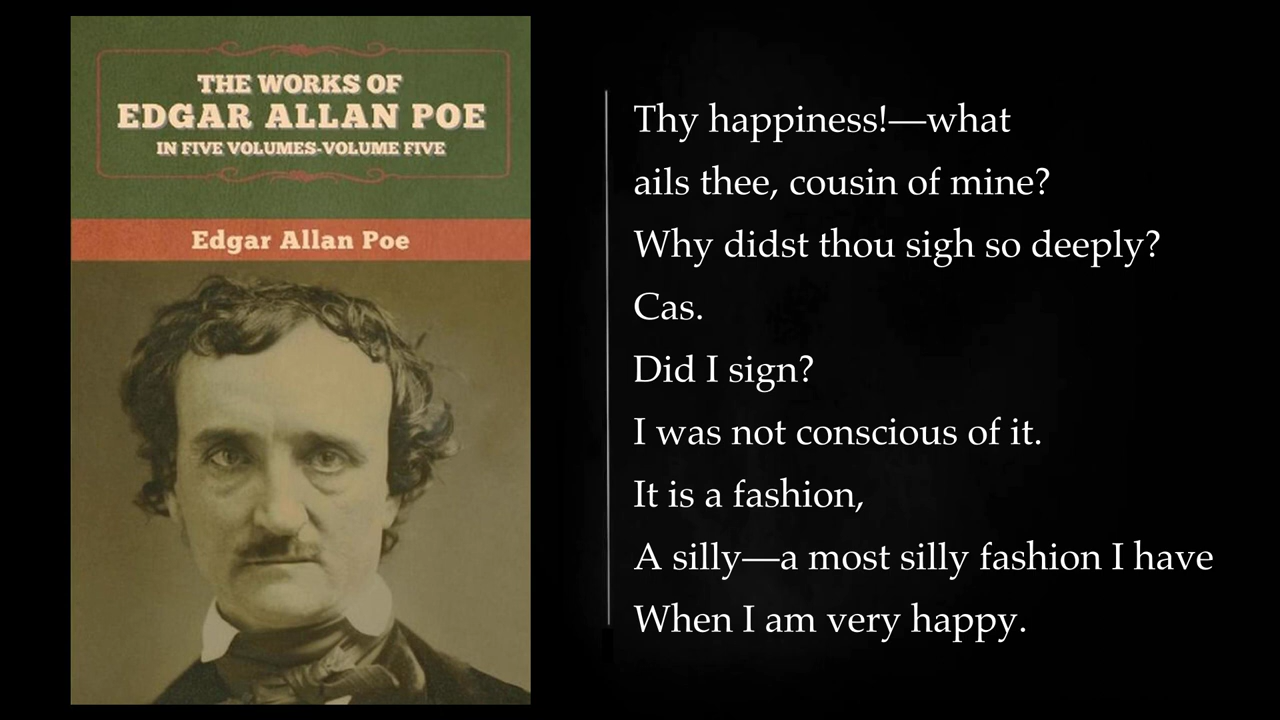 THE WORKS OF
EDGAR ALLAN POE
IN FIVE VOLUMES-VOLUME FIVE
Edgar Allan Poe
Thy happiness!—what
ails thee, cousin of mine?
Why didst thou sigh so deeply?
Cas.
Did I sign?
I was not conscious of it.
It is a fashion,
A silly—a most silly fashion I have
When I am very happy.